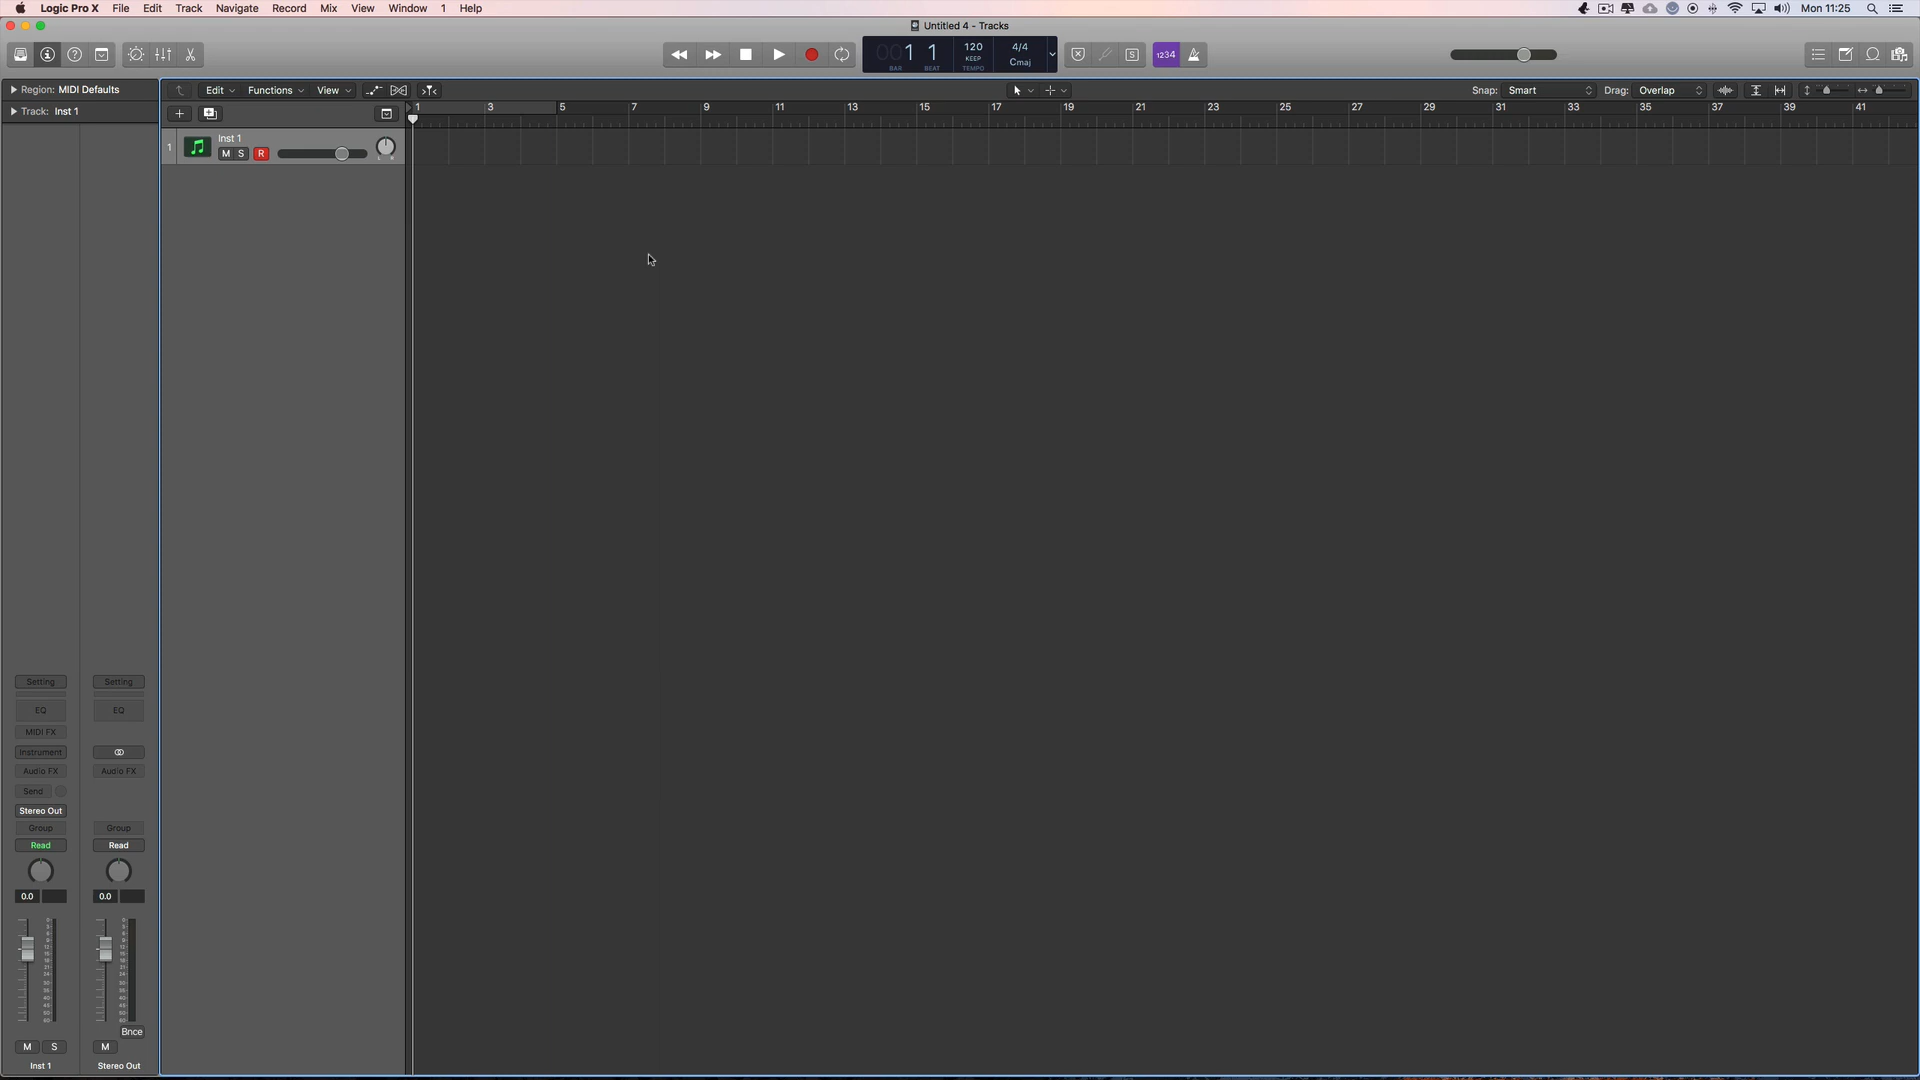 Logic Pro X File Edit Track Navigate Record Mix View Window 1 Help Mon 11:25
Untitled 4 - Tracks
001 1 120 4/4
KEEP Cmaj
BAR BEAT TEMPO
1234
Region: MIDI Defaults
Edit Functions View Snap: Smart Drag: Overlap
Track: Inst 1
1 3 5 7 9 11 13 15 17 19 21 23 25 27 29 31 33 35 37 39 41
1 Inst 1
M S R
L R
Setting Setting
EQ EQ
MIDI FX
Instrument
Audio FX Audio FX
Send
Stereo Out
Group Group
Read Read
0.0 0.0
Bnce
M S M
Inst 1 Stereo Out